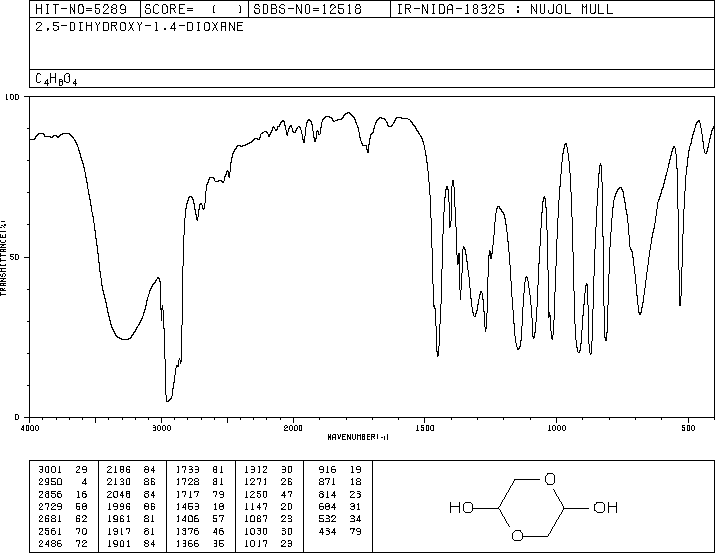 HIT-NO=5289 SCORE= ( ) SDBS-NO=12518 IR-NIDA-18325 : NUJOL MULL
2,5-DIHYDROXY-1,4-DIOXANE
C4H8O4
100
50
0
TRANSMITTANCE(%)
4000 3000 2000 1500 1000 500
WAVENUMBER(-1)
3001 29 2186 84 1733 81 1312 30 916 19
2950 4 2130 86 1728 81 1271 26 871 18
2856 16 2048 84 1717 79 1250 47 814 23
2729 60 1996 86 1453 18 1147 20 684 31
2681 62 1961 81 1406 57 1087 23 532 34
2561 70 1917 81 1376 46 1030 30 434 79
2486 72 1901 84 1366 35 1017 23
O
HO OH
O